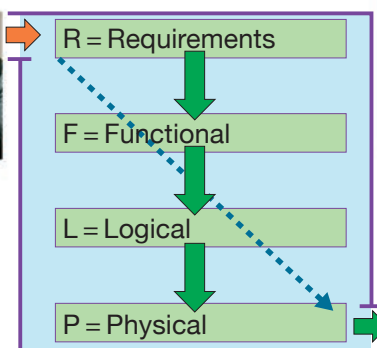 R = Requirements
F = Functional
L = Logical
P = Physical